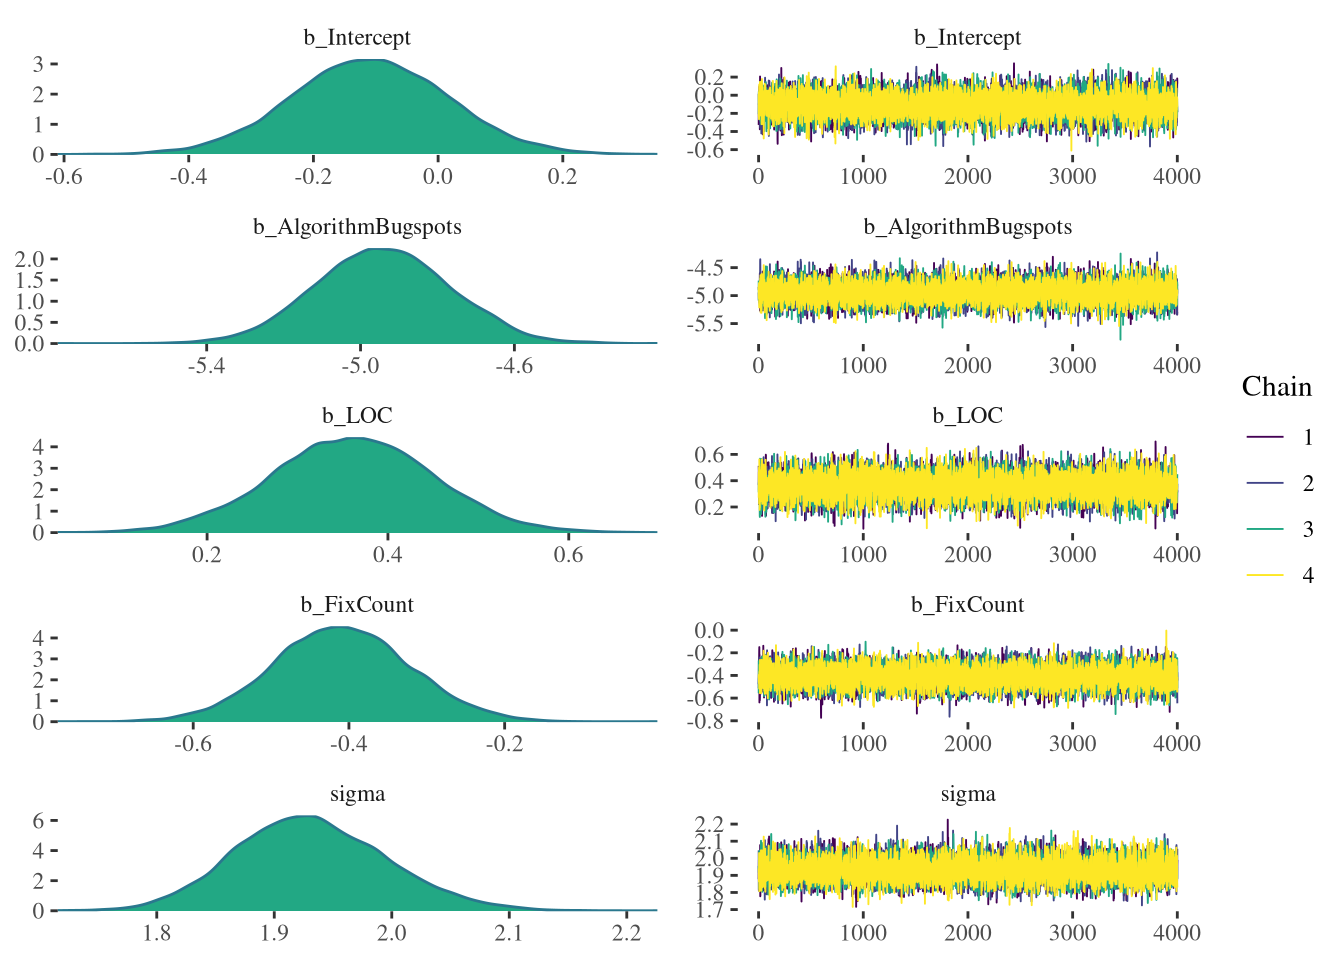 b_Intercept
3
2
1
0
-0.6 -0.4 -0.2 0.0 0.2
b_Intercept
0.2
0.0
-0.2
-0.4
-0.6
0 1000 2000 3000 4000
b_AlgorithmBugspots
2.0
1.5
1.0
0.5
0.0
-5.4 -5.0 -4.6
b_AlgorithmBugspots
-4.5
-5.0
-5.5
0 1000 2000 3000 4000
b_LOC
4
3
2
1
0
0.2 0.4 0.6
b_LOC
0.6
0.4
0.2
0 1000 2000 3000 4000
b_FixCount
4
3
2
1
0
-0.6 -0.4 -0.2
b_FixCount
0.0
-0.2
-0.4
-0.6
-0.8
0 1000 2000 3000 4000
sigma
6
4
2
0
1.8 1.9 2.0 2.1 2.2
sigma
2.2
2.1
2.0
1.9
1.8
1.7
0 1000 2000 3000 4000
Chain
1
2
3
4